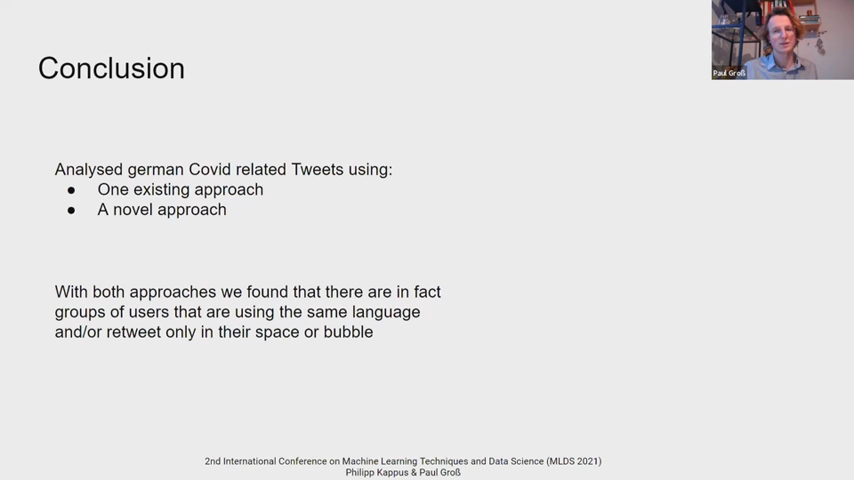 Conclusion
Paul Groß
Analysed german Covid related Tweets using:
● One existing approach
● A novel approach
With both approaches we found that there are in fact
groups of users that are using the same language
and/or retweet only in their space or bubble
2nd International Conference on Machine Learning Techniques and Data Science (MLDS 2021)
Philipp Kappus & Paul Groß